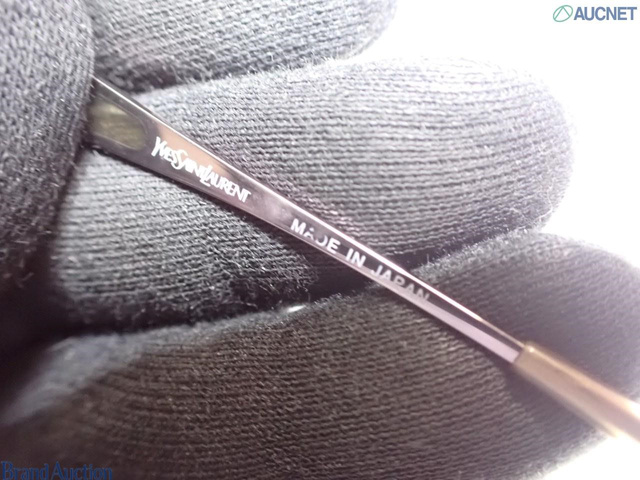 AUCNET
YvesSaintLaurent
MADE IN JAPAN
Brand Auction